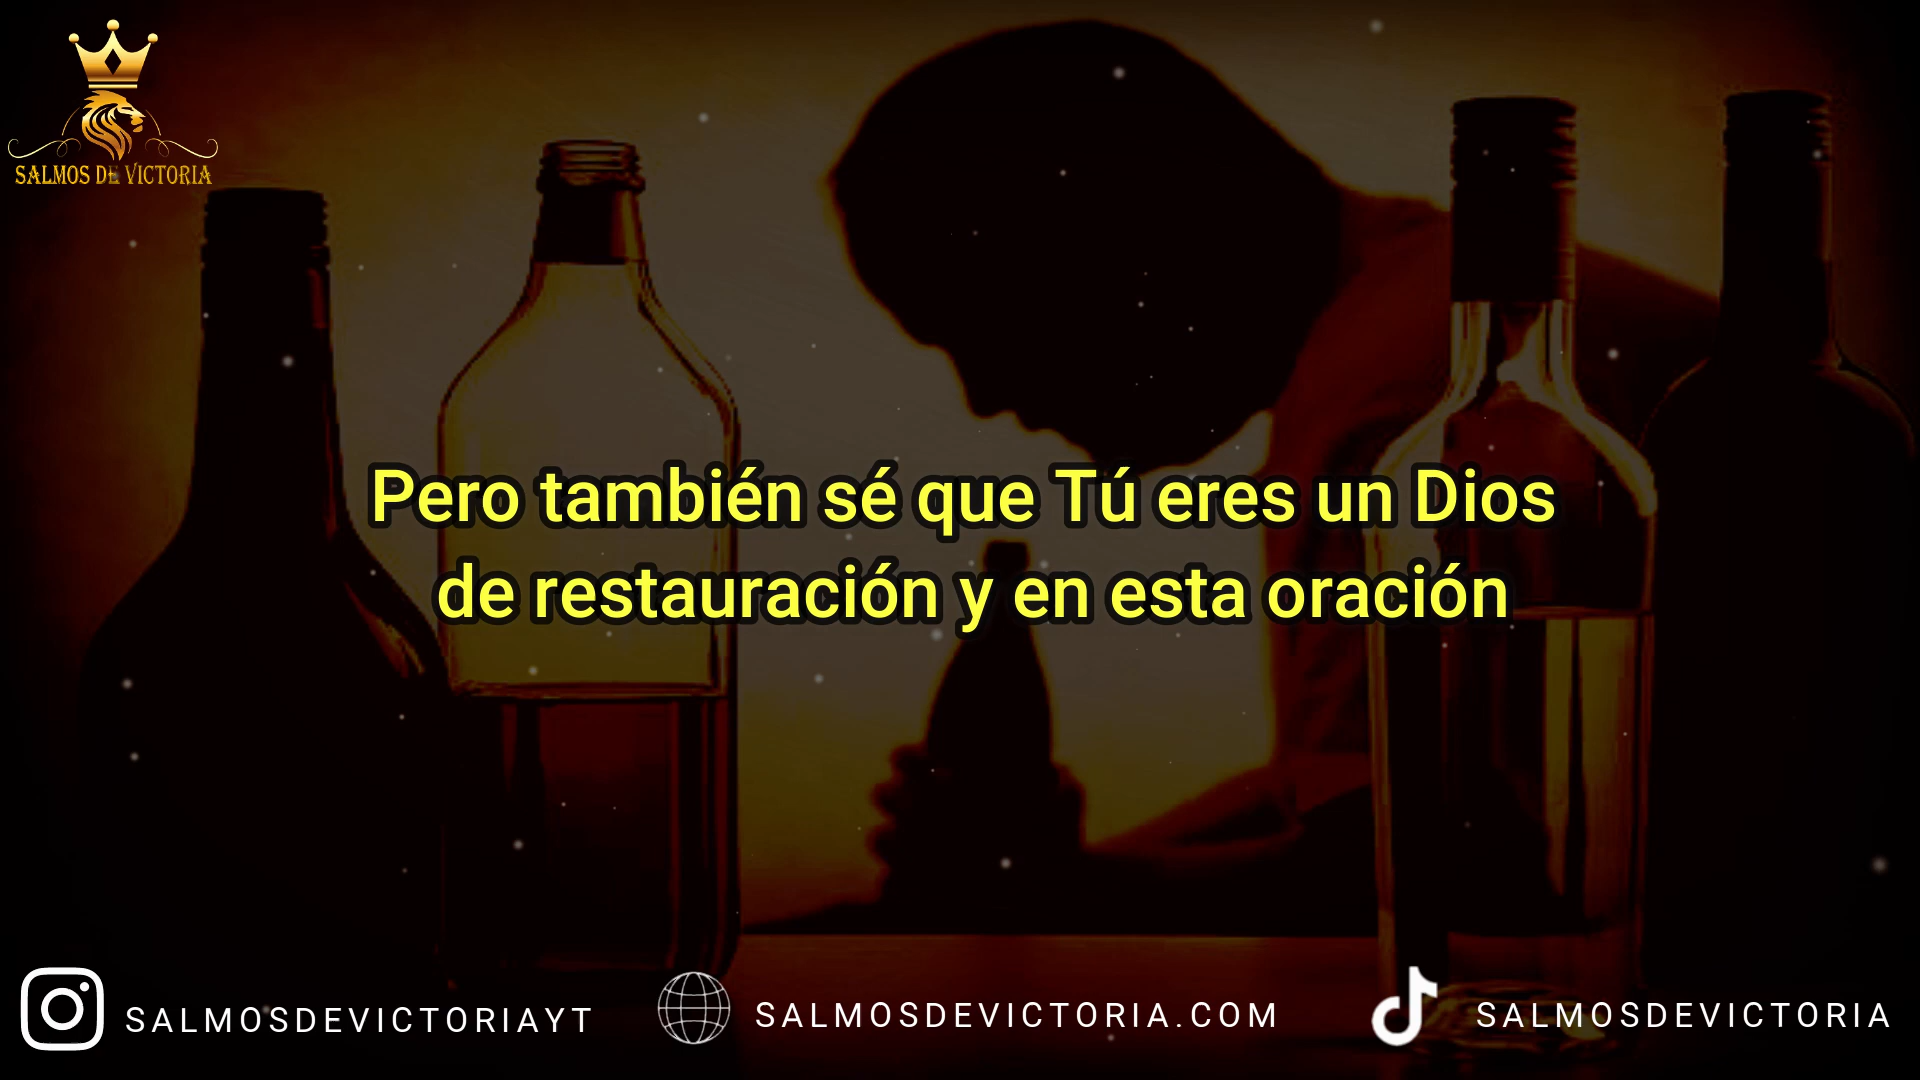 SALMOS DE VICTORIA
Pero también sé que Tú eres un Dios
de restauración y en esta oración
SALMOSDEVICTORIAYT
SALMOSDEVICTORIA.COM
SALMOSDEVICTORIA